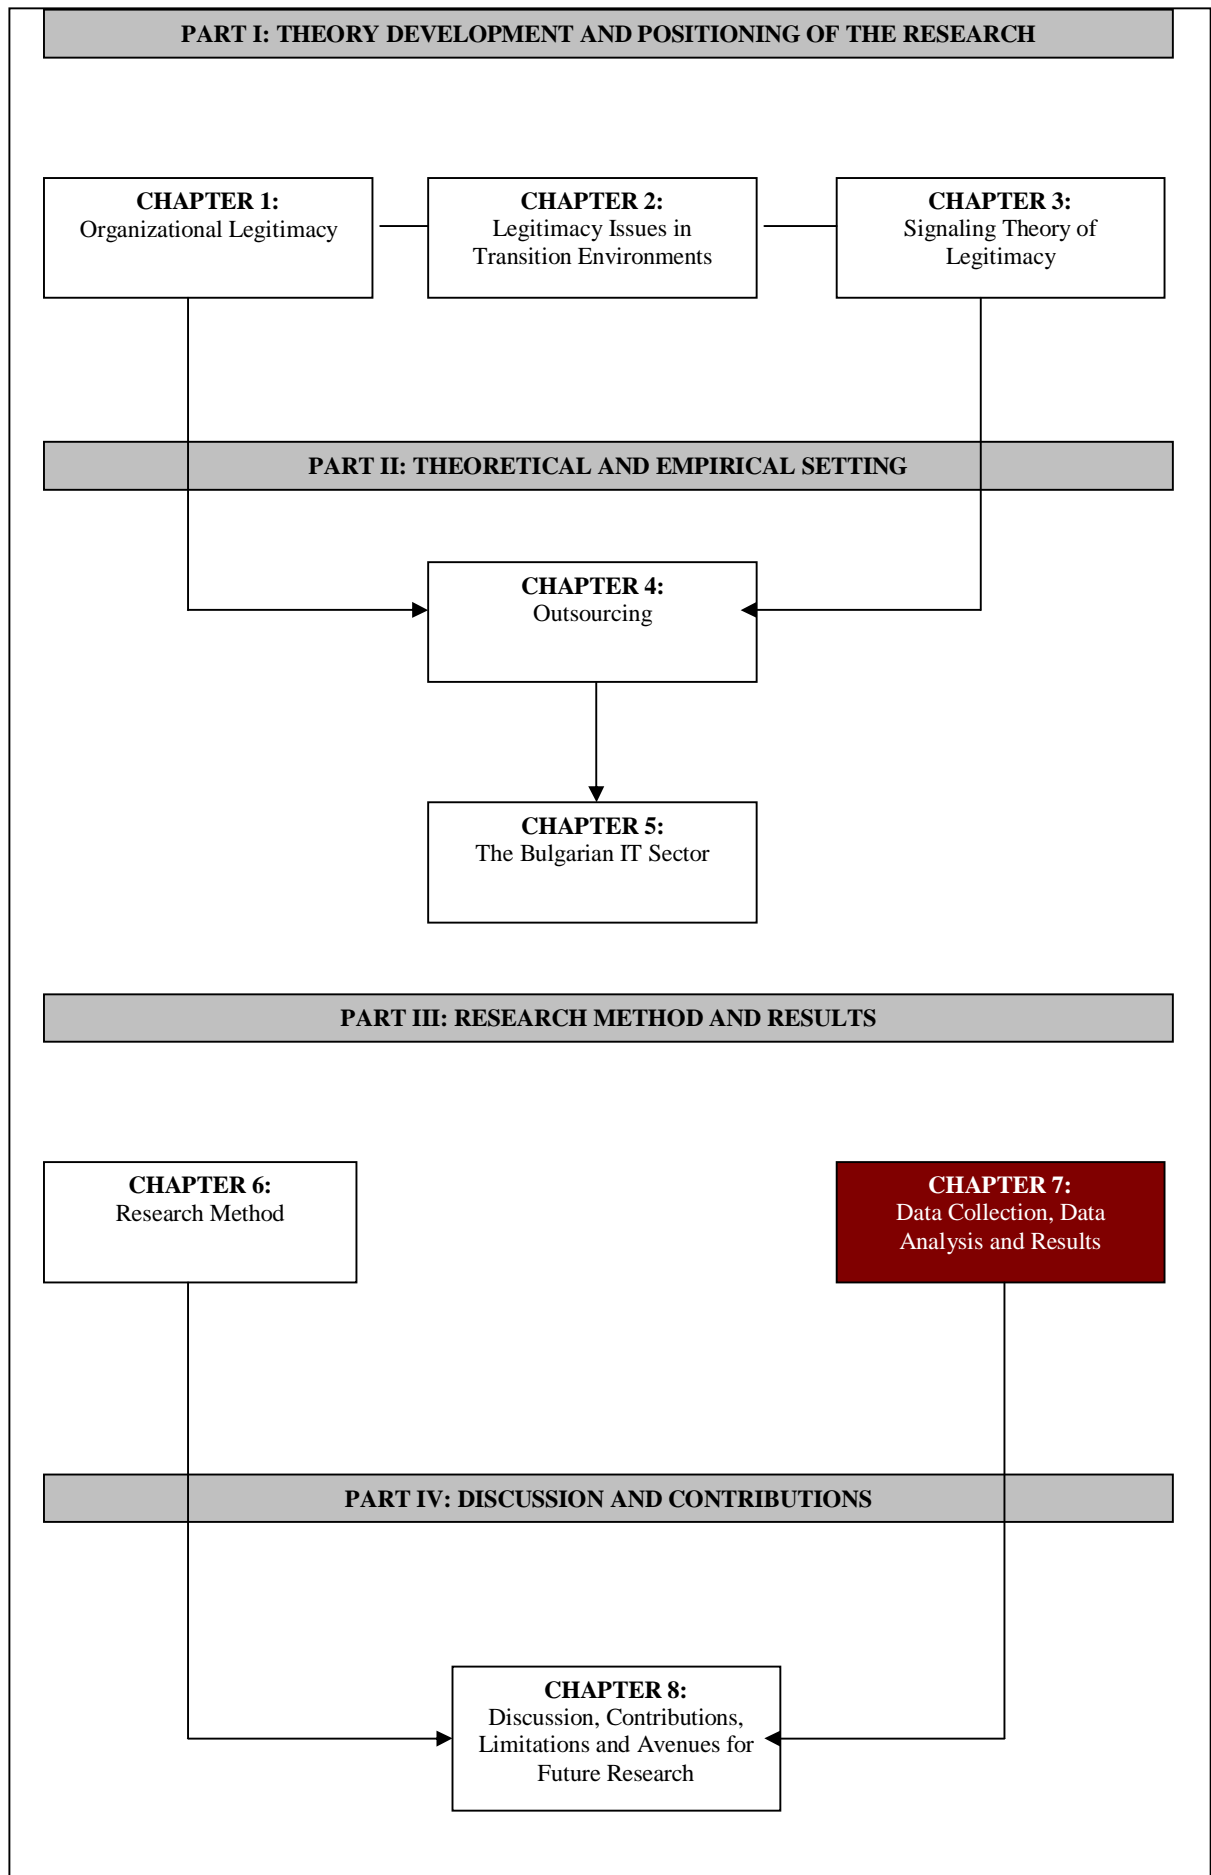 PART I: THEORY DEVELOPMENT AND POSITIONING OF THE RESEARCH
CHAPTER 1:
Organizational Legitimacy
CHAPTER 2:
Legitimacy Issues in
Transition Environments
CHAPTER 3:
Signaling Theory of
Legitimacy
PART II: THEORETICAL AND EMPIRICAL SETTING
CHAPTER 4:
Outsourcing
CHAPTER 5:
The Bulgarian IT Sector
PART III: RESEARCH METHOD AND RESULTS
CHAPTER 6:
Research Method
CHAPTER 7:
Data Collection, Data
Analysis and Results
PART IV: DISCUSSION AND CONTRIBUTIONS
CHAPTER 8:
Discussion, Contributions,
Limitations and Avenues for
Future Research